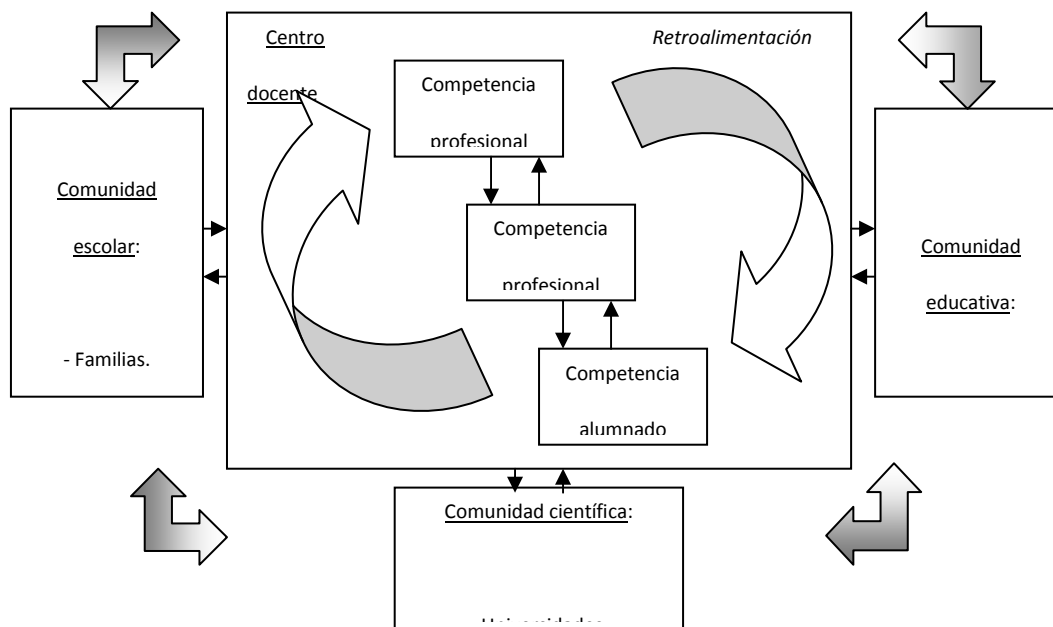 Centro
docente
Retroalimentación
Competencia
profesional
Competencia
profesional
Competencia
alumnado
Comunidad
escolar:
- Familias.
Comunidad
educativa:
Comunidad científica: